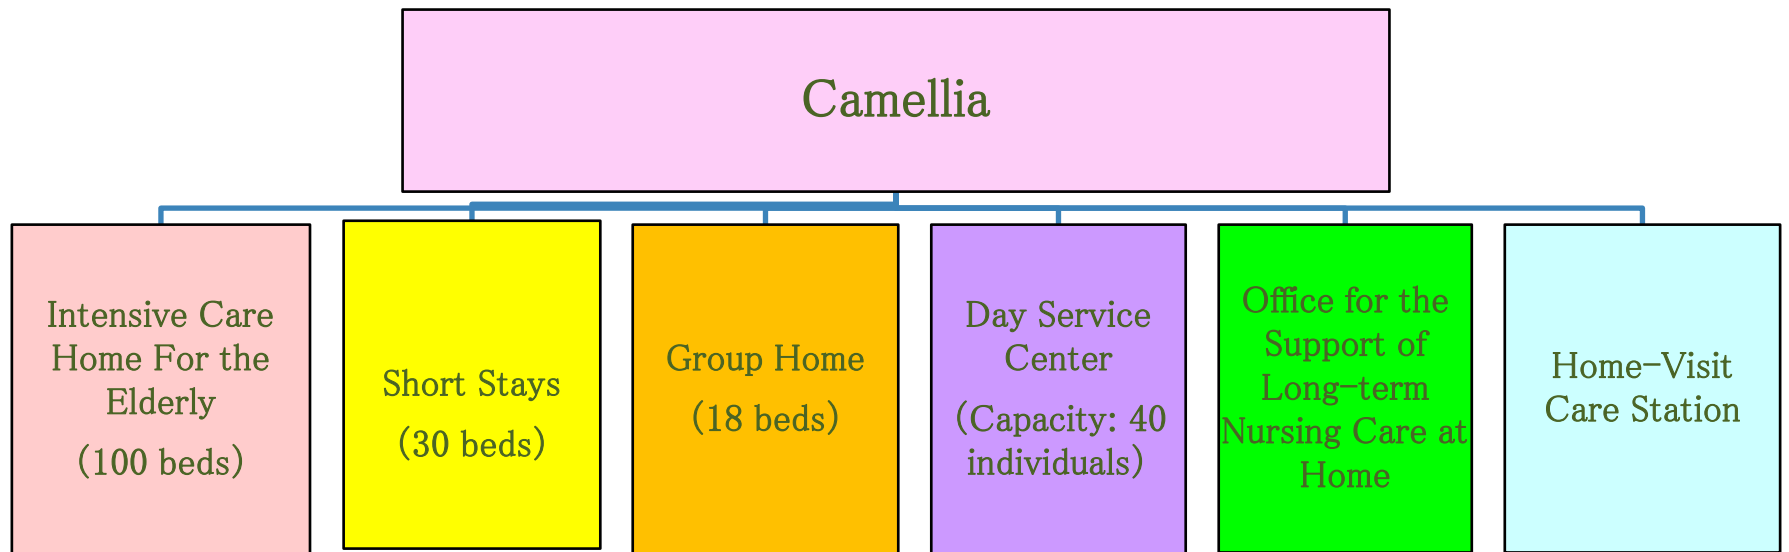 Camellia
Intensive Care
Home For the
Elderly
(100 beds)
Short Stays
(30 beds)
Group Home
(18 beds)
Day Service
Center
(Capacity: 40
individuals)
Office for the
Support of
Long-term
Nursing Care at
Home
Home-Visit
Care Station